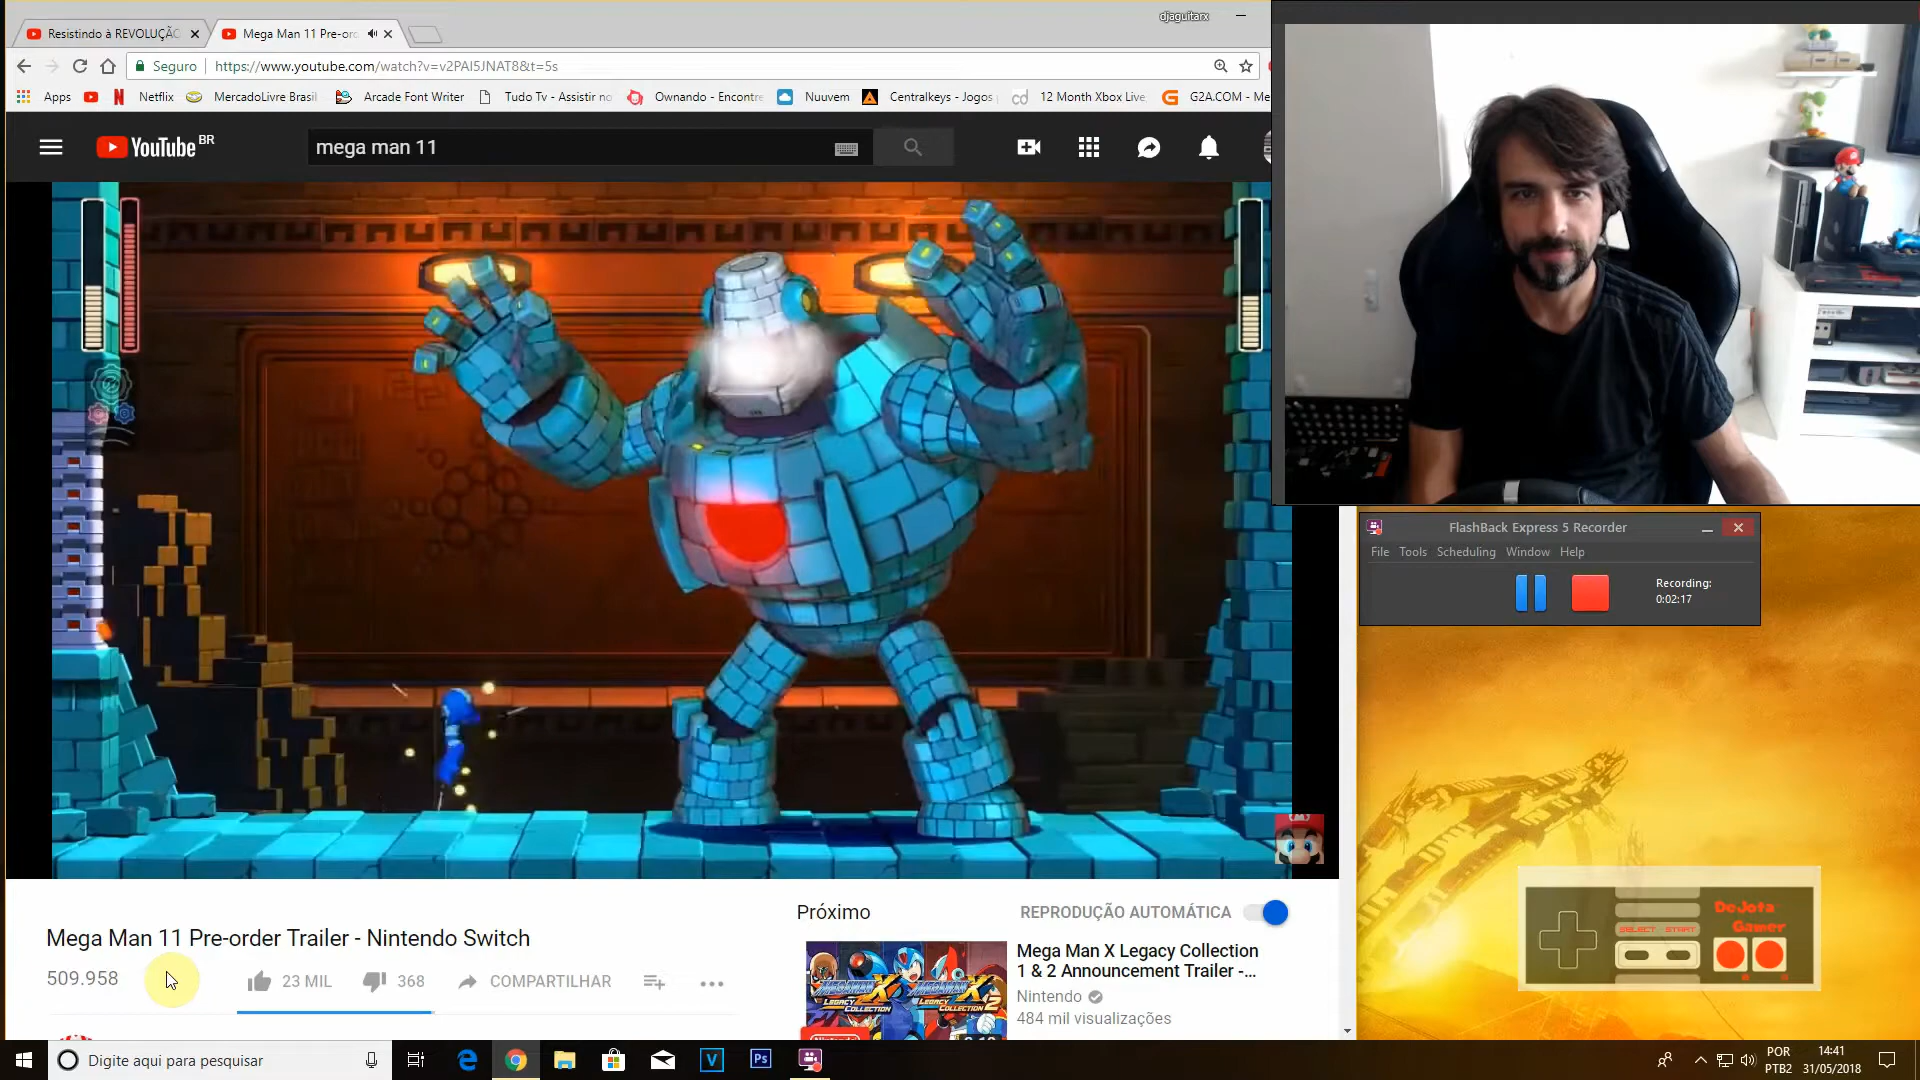 djaguitarx
Resistindo à REVOLUÇÃ
Mega Man 11 Pre-ord
Seguro
https://www.youtube.com/watch?v=v2PAI5JNAT8&t=5s
Apps
Netflix
MercadoLivre Brasil
Arcade Font Writer
Tudo Tv - Assistir no
Ownando - Encontre
Nuuvem
Centralkeys - Jogos
12 Month Xbox Live
G2A.COM - Me
YouTube BR
mega man 11
FlashBack Express 5 Recorder
File Tools Scheduling Window Help
Recording:
0:02:17
DeJota
Gamer
SELECT START
Mega Man 11 Pre-order Trailer - Nintendo Switch
509.958
23 MIL
368
COMPARTILHAR
Próximo
REPRODUÇÃO AUTOMÁTICA
Mega Man X Legacy Collection
1 & 2 Announcement Trailer -...
Nintendo
484 mil visualizações
Digite aqui para pesquisar
POR
PTB2
14:41
31/05/2018